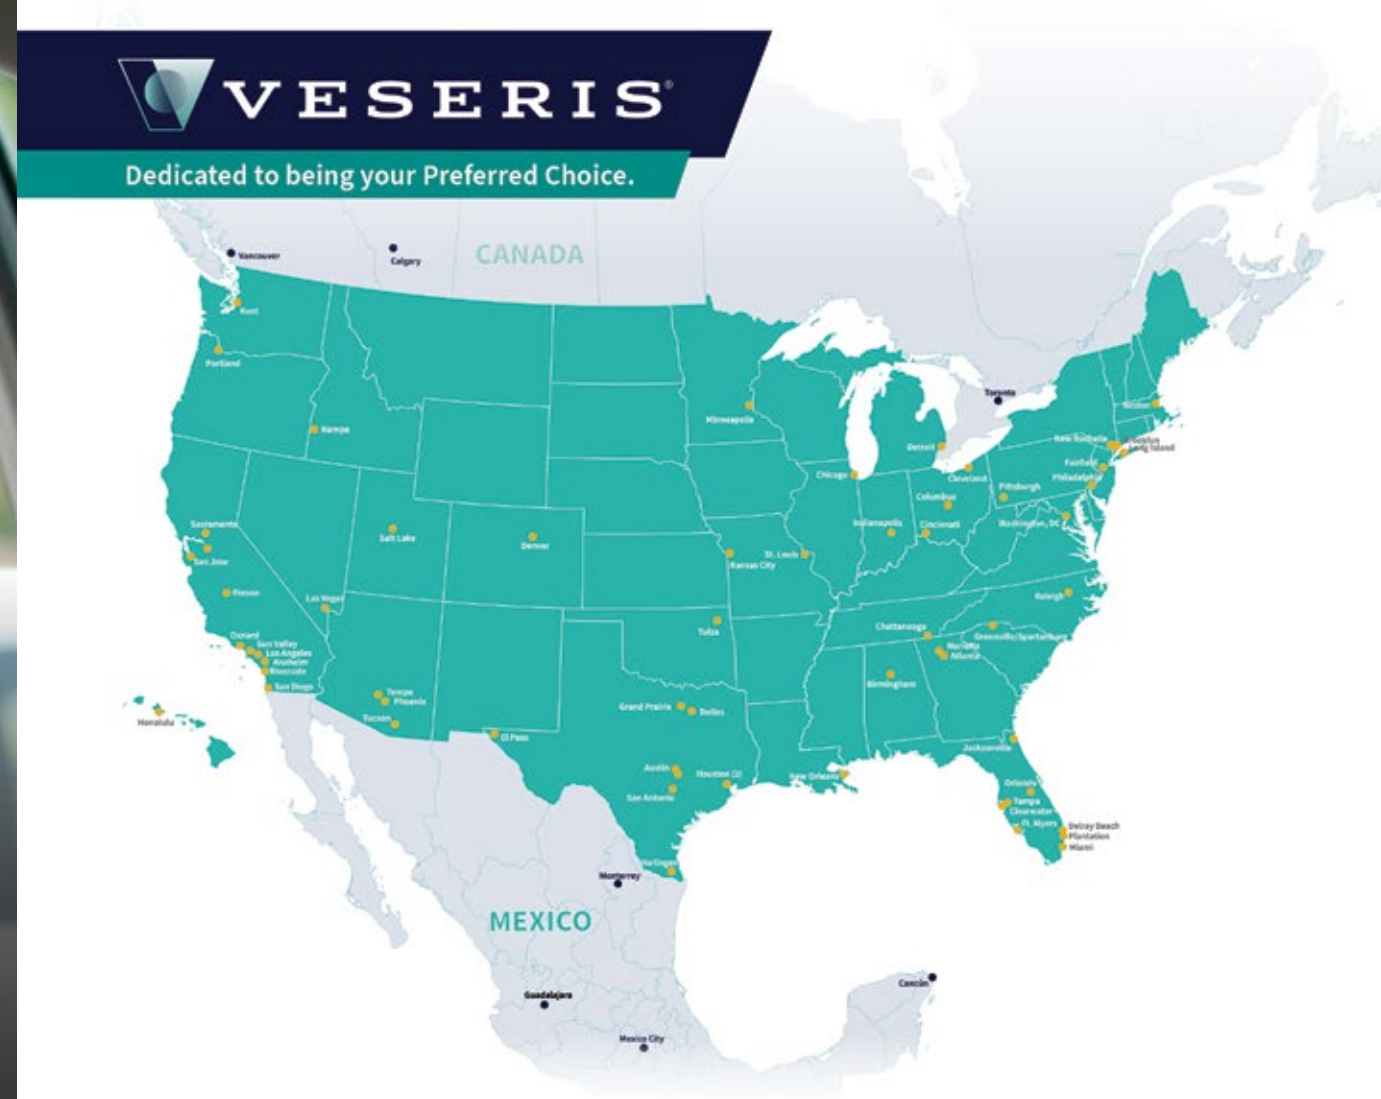 VESERIS®
Dedicated to being your Preferred Choice.
CANADA
Vancouver
Calgary
Toronto
Kent
Portland
Nampa
Minneapolis
Detroit
Chicago
Cleveland
Boston
New Rochelle
Long Island
Fairfield
Philadelphia
Pittsburgh
Columbus
Indianapolis
Cincinnati
Washington, DC
Sacramento
San Jose
Fresno
Salt Lake
Denver
Las Vegas
Kansas City
St. Louis
Tulsa
Raleigh
Chattanooga
Greenville/Spartanburg
Marietta
Atlanta
Birmingham
Oxnard
Sun Valley
Los Angeles
Anaheim
Riverside
San Diego
Tempe
Phoenix
Tucson
El Paso
Grand Prairie
Dallas
Austin
Houston (2)
San Antonio
New Orleans
Harlingen
Honolulu
Jacksonville
Orlando
Tampa
Clearwater
Ft. Myers
Delray Beach
Plantation
Miami
Monterrey
MEXICO
Guadalajara
Mexico City
Cancún